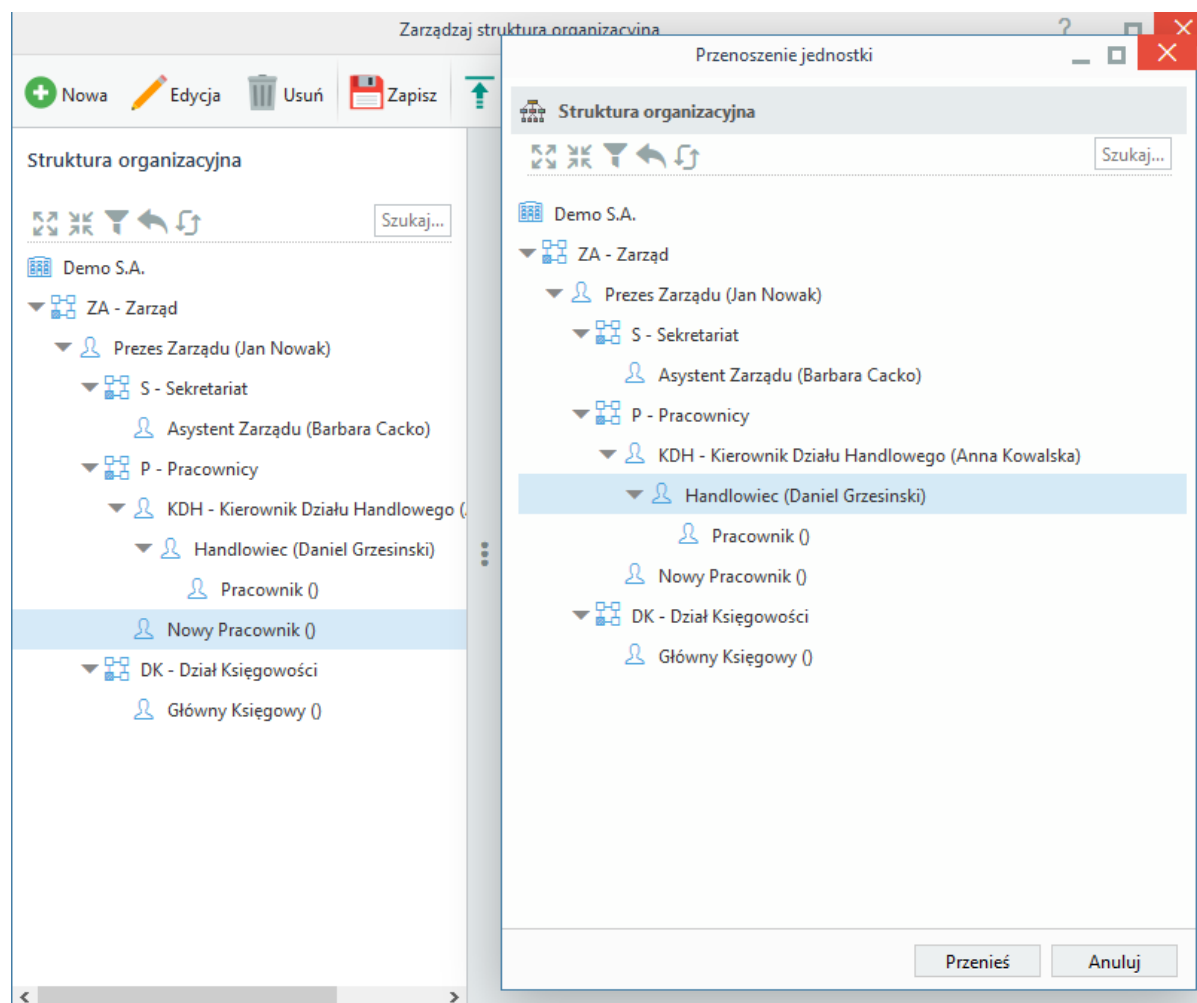 Zarządzaj struktura organizacyjna
?
Nowa
Edycja
Usuń
Zapisz
Struktura organizacyjna
Szukaj...
Demo S.A.
ZA - Zarząd
Prezes Zarządu (Jan Nowak)
S - Sekretariat
Asystent Zarządu (Barbara Cacko)
P - Pracownicy
KDH - Kierownik Działu Handlowego (
Handlowiec (Daniel Grzesinski)
Pracownik ()
Nowy Pracownik ()
DK - Dział Księgowości
Główny Księgowy ()
Przenoszenie jednostki
Struktura organizacyjna
Szukaj...
Demo S.A.
ZA - Zarząd
Prezes Zarządu (Jan Nowak)
S - Sekretariat
Asystent Zarządu (Barbara Cacko)
P - Pracownicy
KDH - Kierownik Działu Handlowego (Anna Kowalska)
Handlowiec (Daniel Grzesinski)
Pracownik ()
Nowy Pracownik ()
DK - Dział Księgowości
Główny Księgowy ()
Przenieś
Anuluj